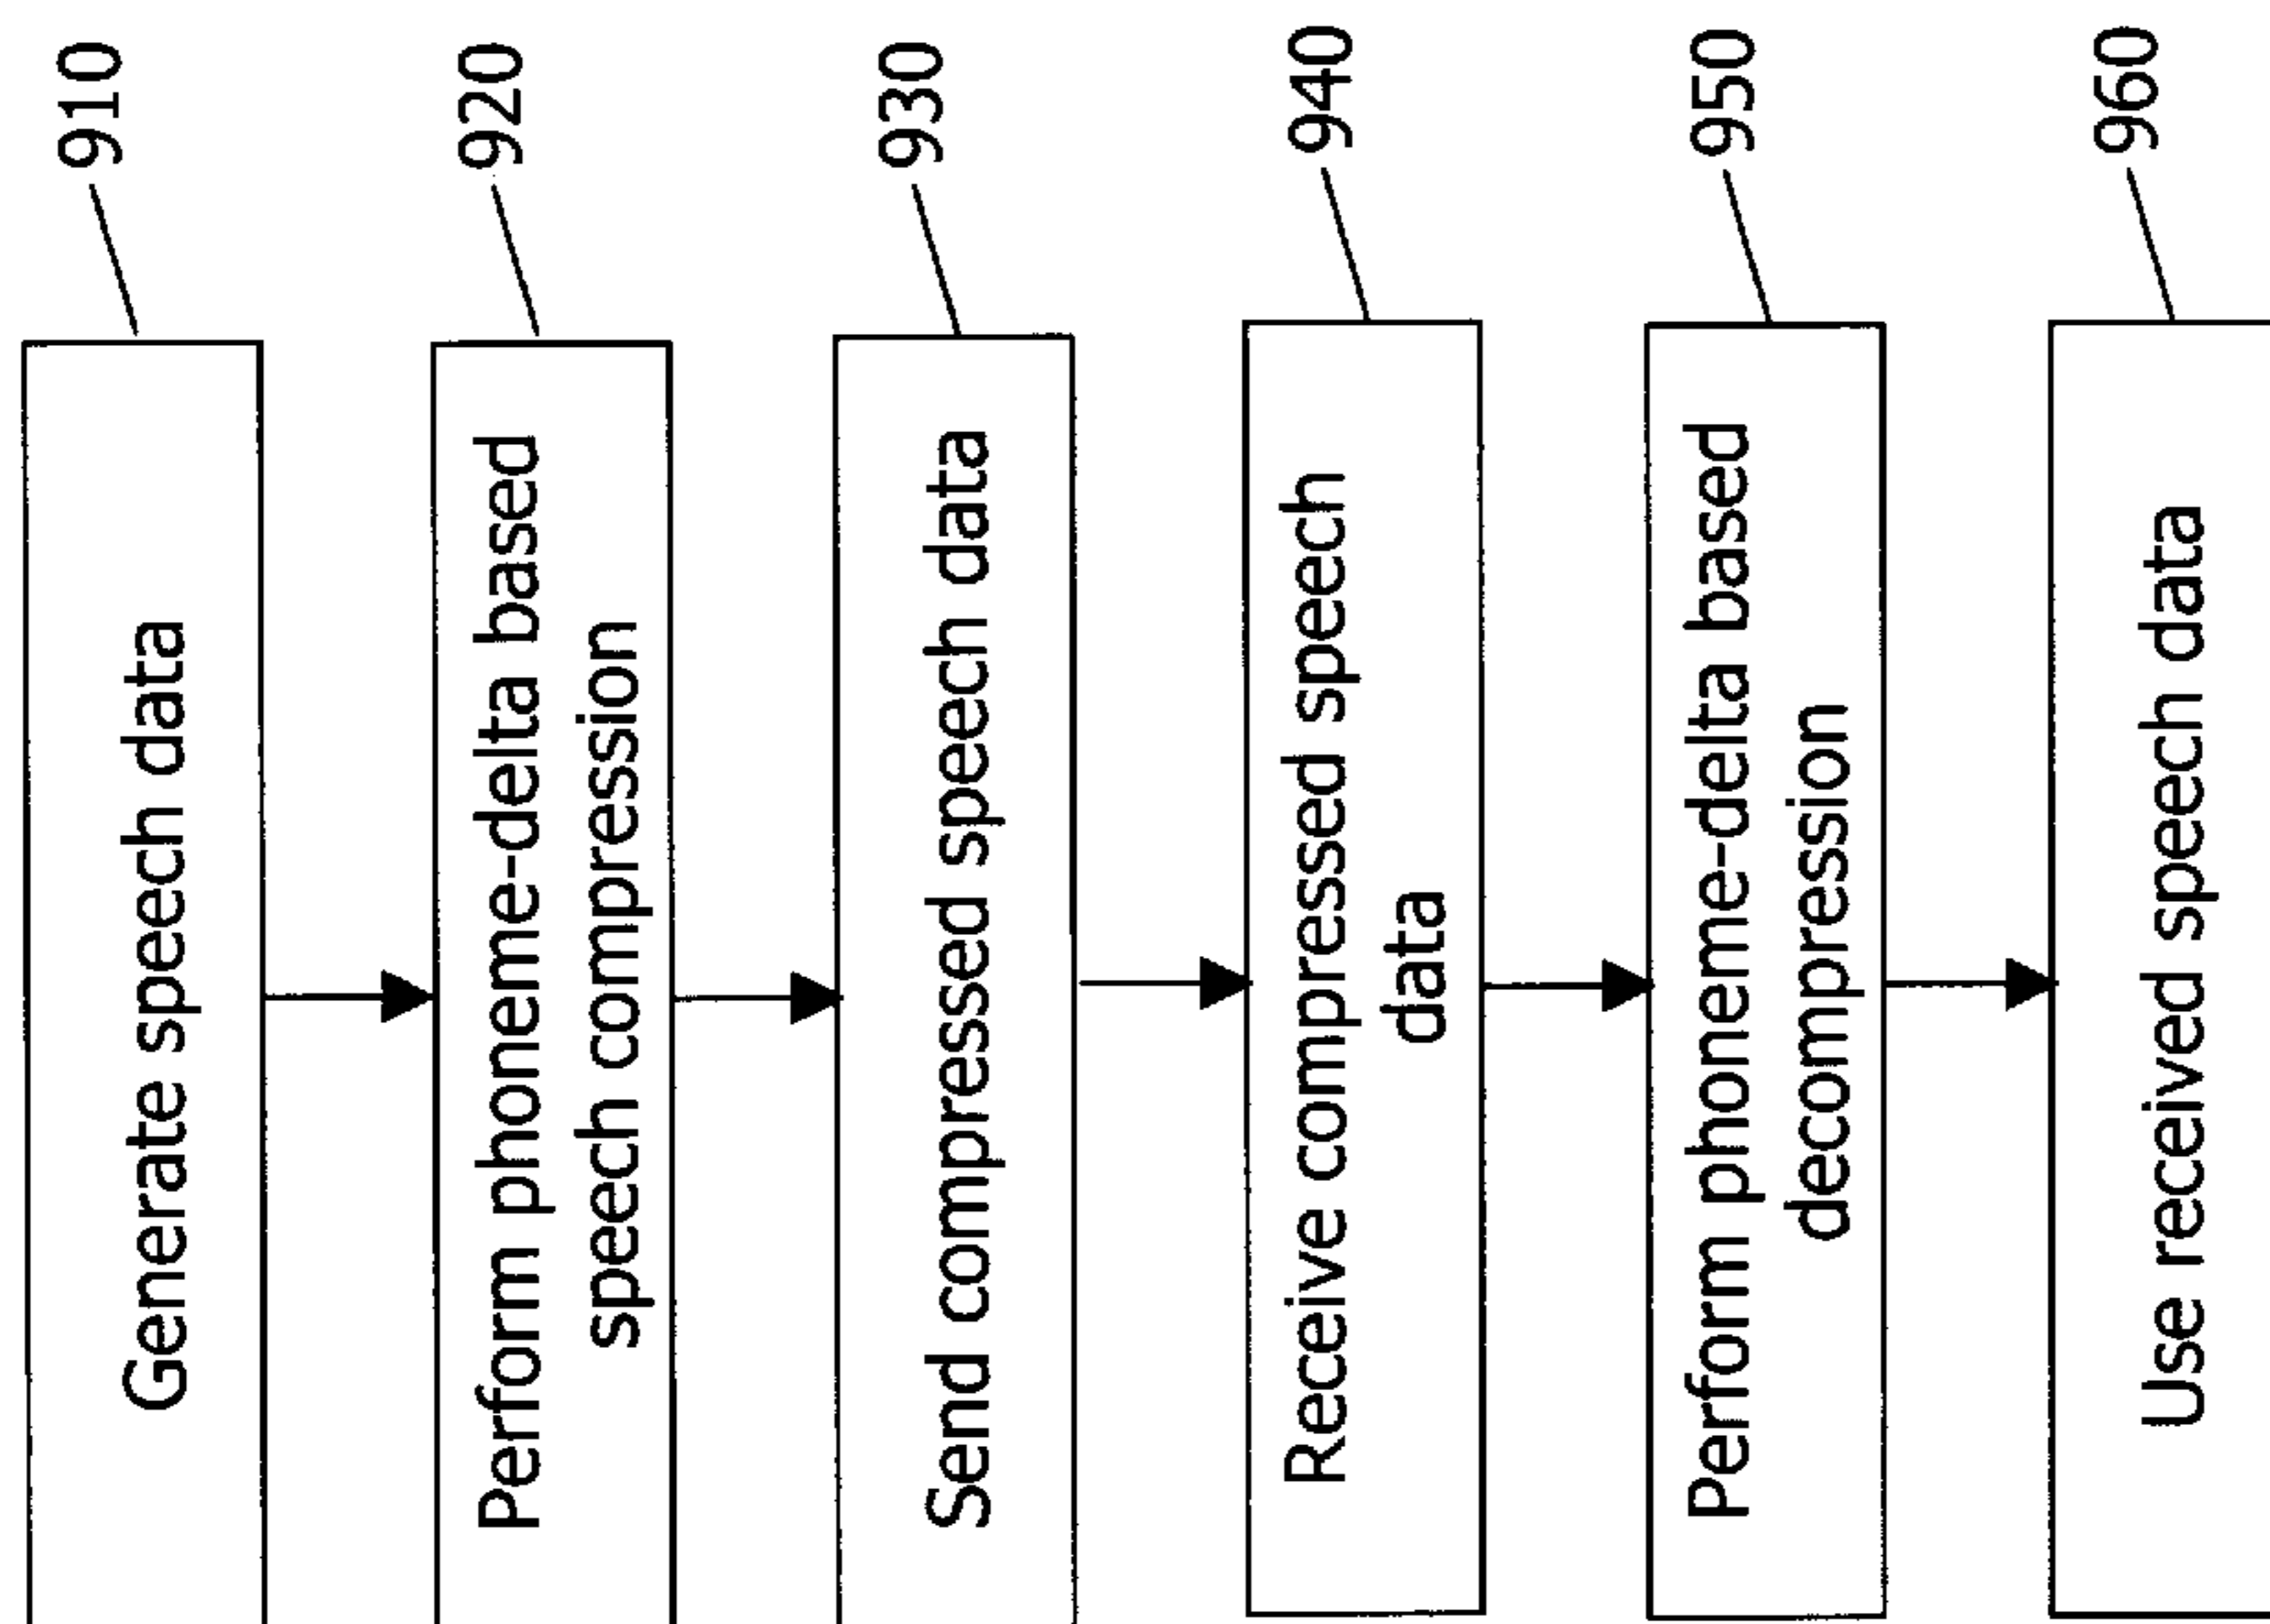 Generate speech data
910
Perform phoneme-delta based
speech compression
920
Send compressed speech data
930
Receive compressed speech
data
940
Perform phoneme-delta based
decompression
950
Use received speech data
960